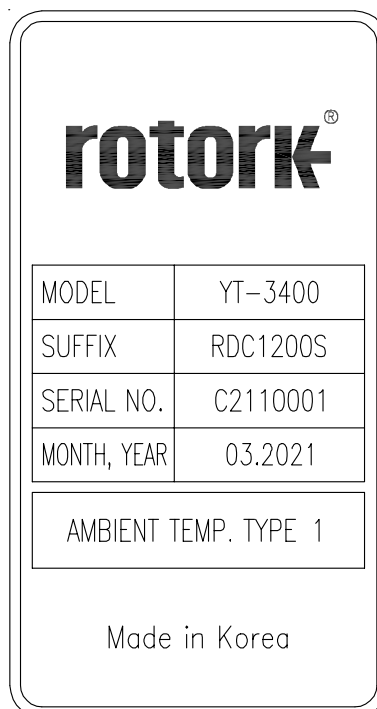 rotork®
MODEL YT-3400
SUFFIX RDC1200S
SERIAL NO. C2110001
MONTH, YEAR 03.2021
AMBIENT TEMP. TYPE 1
Made in Korea